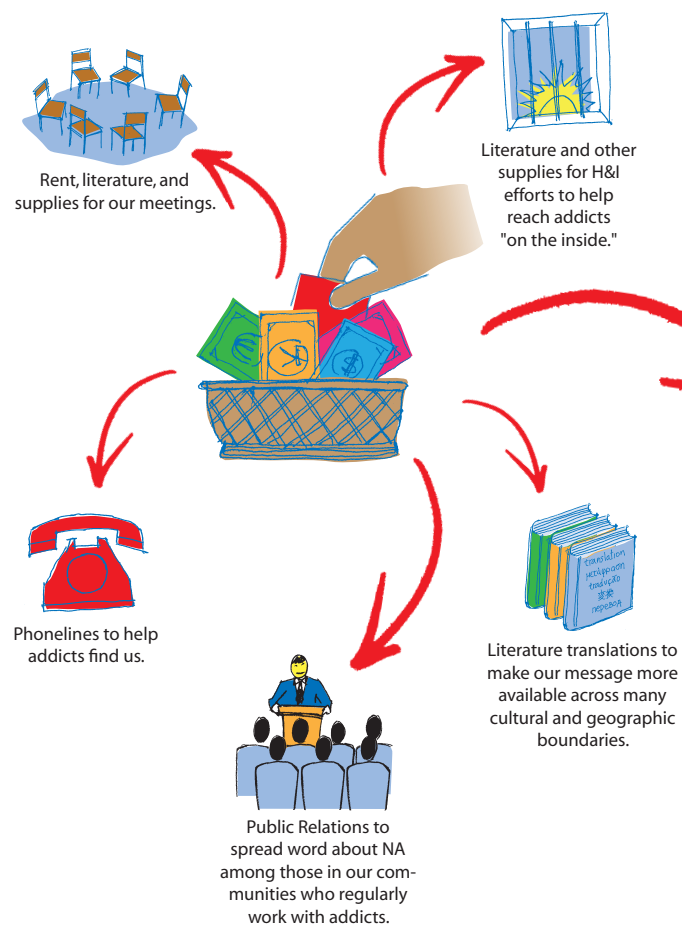 Rent, literature, and
supplies for our meetings.
Literature and other
supplies for H&I
efforts to help
reach addicts
"on the inside."
€
$
Phonelines to help
addicts find us.
translation
μετάφραση
tradução
Literature translations to
make our message more
available across many
cultural and geographic
boundaries.
Public Relations to
spread word about NA
among those in our com-
munities who regularly
work with addicts.